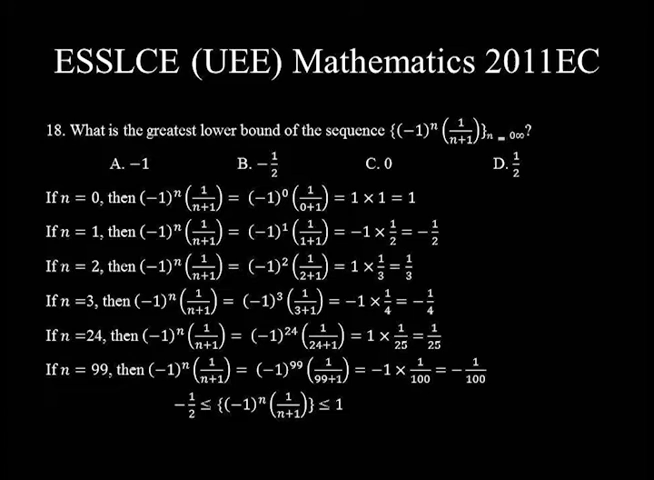 ESSLCE (UEE) Mathematics 2011EC
18. What is the greatest lower bound of the sequence {(−1)ⁿ (1/(n+1))}ₙ ₌ ₀∞?
A. −1 B. −1/2 C. 0 D. 1/2
If n = 0, then (−1)ⁿ (1/(n+1)) = (−1)⁰ (1/(0+1)) = 1 × 1 = 1
If n = 1, then (−1)ⁿ (1/(n+1)) = (−1)¹ (1/(1+1)) = −1 × 1/2 = −1/2
If n = 2, then (−1)ⁿ (1/(n+1)) = (−1)² (1/(2+1)) = 1 × 1/3 = 1/3
If n =3, then (−1)ⁿ (1/(n+1)) = (−1)³ (1/(3+1)) = −1 × 1/4 = −1/4
If n =24, then (−1)ⁿ (1/(n+1)) = (−1)²⁴ (1/(24+1)) = 1 × 1/25 = 1/25
If n = 99, then (−1)ⁿ (1/(n+1)) = (−1)⁹⁹ (1/(99+1)) = −1 × 1/100 = −1/100
−1/2 ≤ {(−1)ⁿ (1/(n+1))} ≤ 1